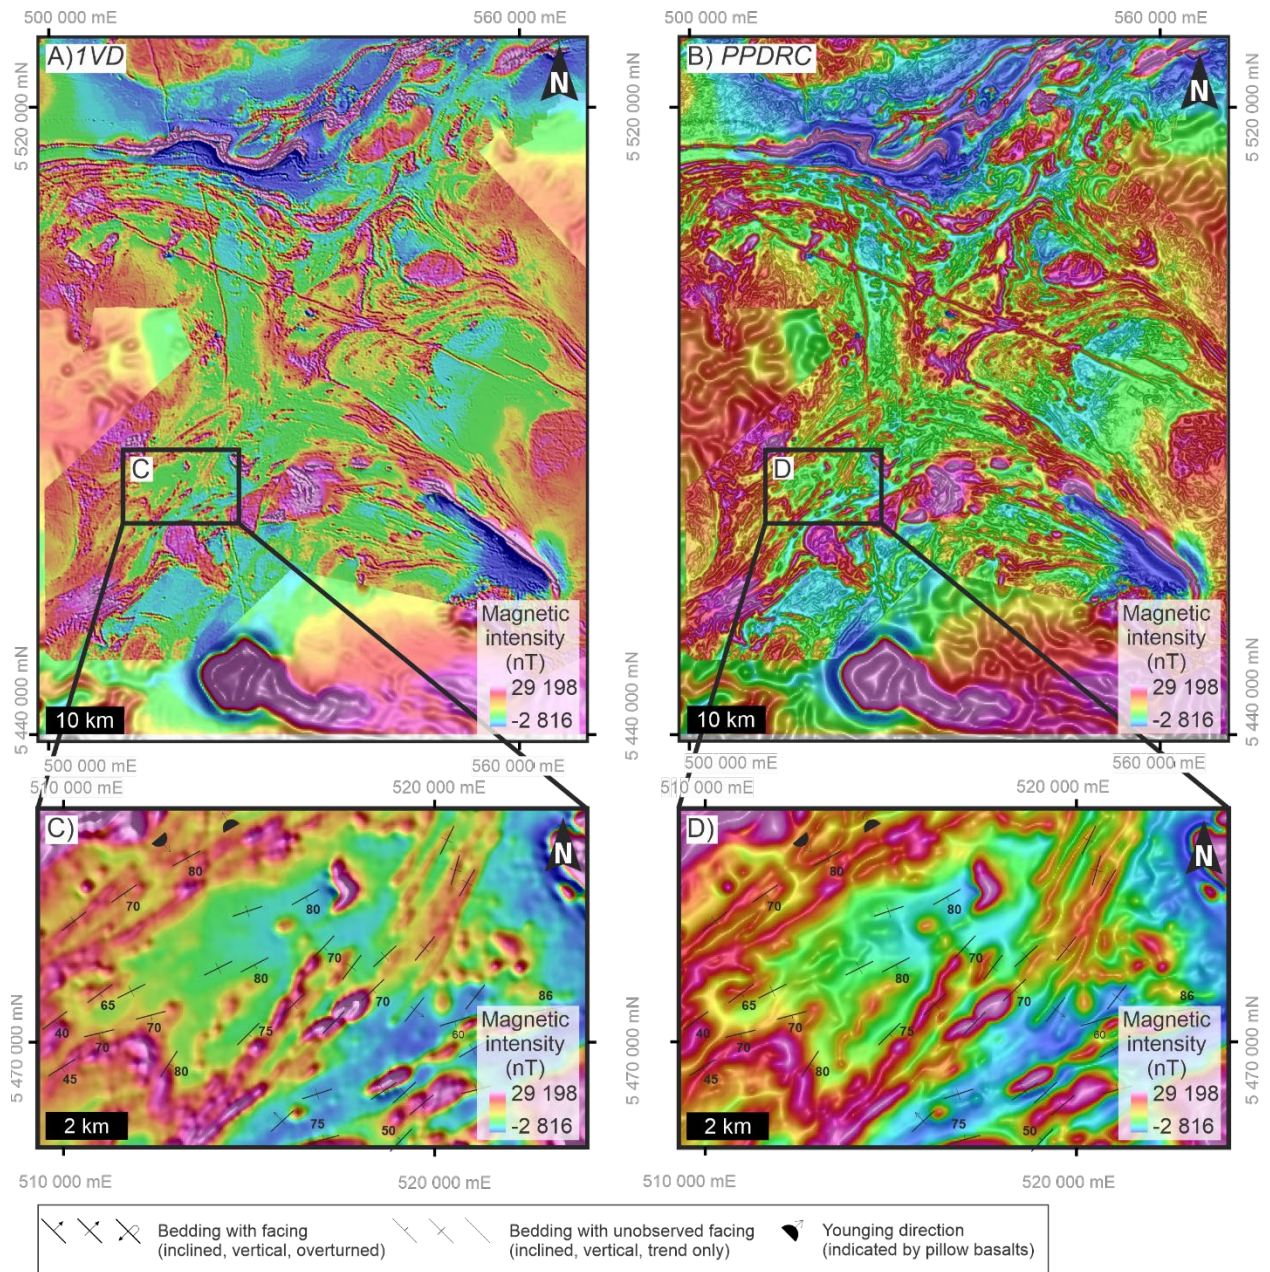 500 000 mE
560 000 mE
500 000 mE
560 000 mE
A) 1VD
B) PPDRC
N
N
5 520 000 mN
5 520 000 mN
5 520 000 mN
C
D
Magnetic
intensity
(nT)
29 198
-2 816
Magnetic
intensity
(nT)
29 198
-2 816
5 440 000 mN
5 440 000 mN
5 440 000 mN
10 km
10 km
500 000 mE
560 000 mE
500 000 mE
560 000 mE
510 000 mE
520 000 mE
510 000 mE
520 000 mE
C)
N
80
70
80
70
80
65
70
86
40
70
75
60
70
45
80
75
50
Magnetic
intensity
(nT)
29 198
-2 816
2 km
5 470 000 mN
5 470 000 mN
5 470 000 mN
D)
N
80
70
80
70
80
65
70
86
40
70
75
60
70
45
80
75
50
Magnetic
intensity
(nT)
29 198
-2 816
2 km
510 000 mE
520 000 mE
510 000 mE
520 000 mE
Bedding with facing
(inclined, vertical, overturned)
Bedding with unobserved facing
(inclined, vertical, trend only)
Younging direction
(indicated by pillow basalts)